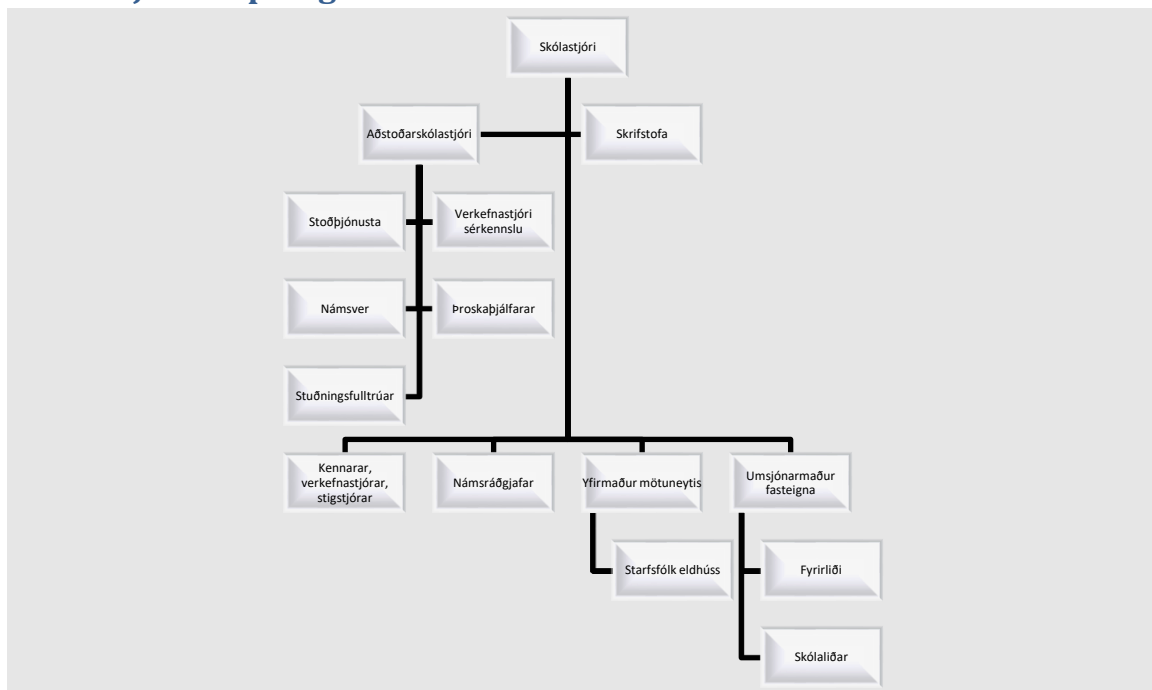 Skólastjóri
Aðstoðarskólastjóri
Skrifstofa
Stoðþjónusta
Verkefnastjóri
sérkennslu
Námsver
Þroskaþjálfarar
Stuðningsfulltrúar
Kennarar,
verkefnastjórar,
stigstjórar
Námsráðgjafar
Yfirmaður mötuneytis
Umsjónarmaður
fasteigna
Starfsfólk eldhúss
Fyrirliði
Skólaliðar